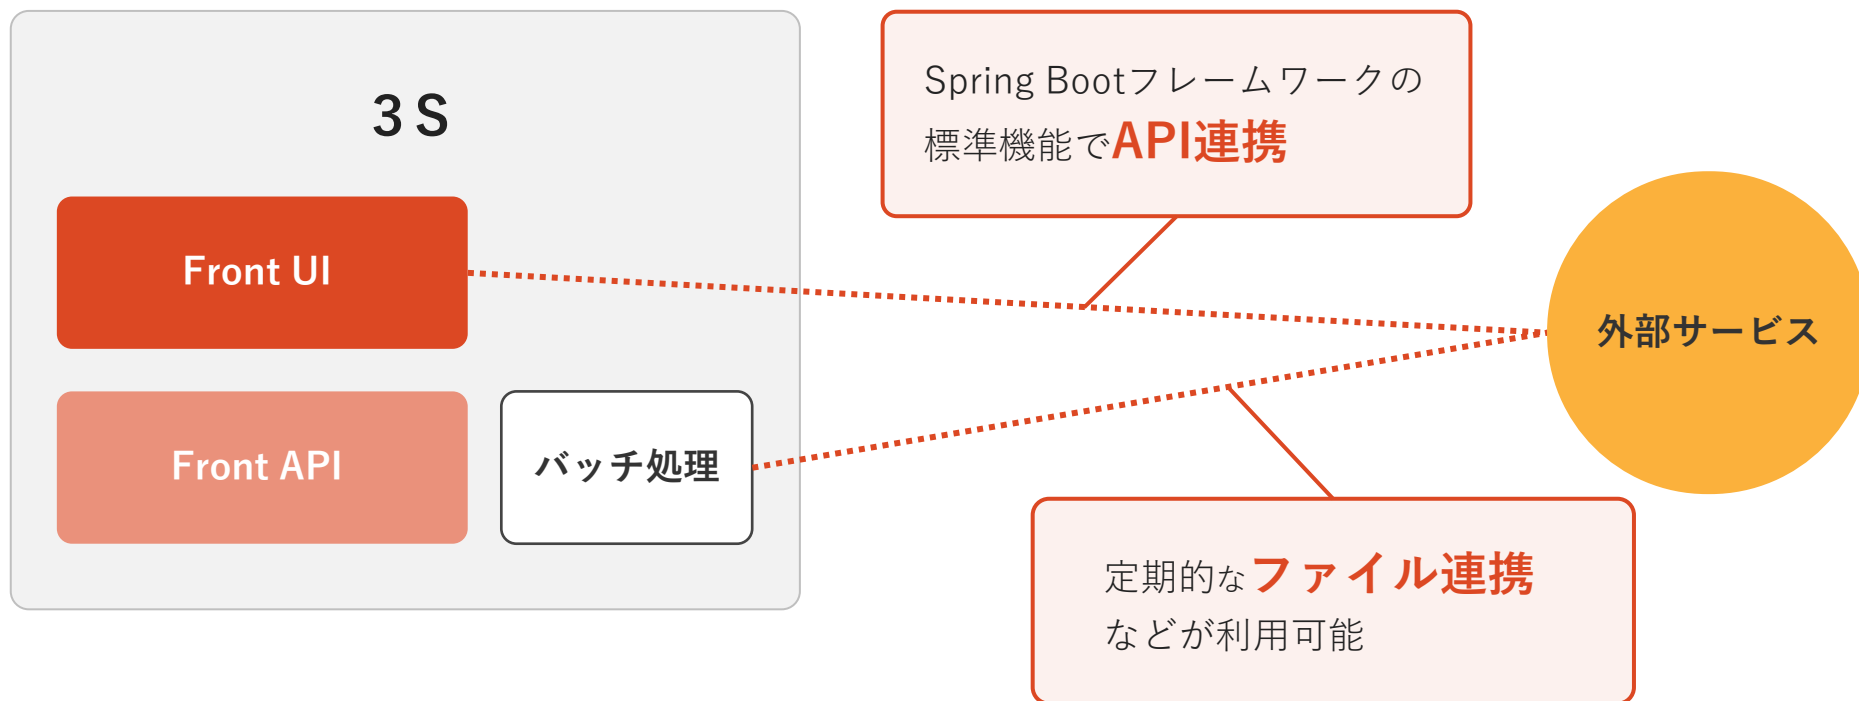 3S
Spring Bootフレームワークの
標準機能でAPI連携
Front UI
外部サービス
Front API
バッチ処理
定期的なファイル連携
などが利用可能